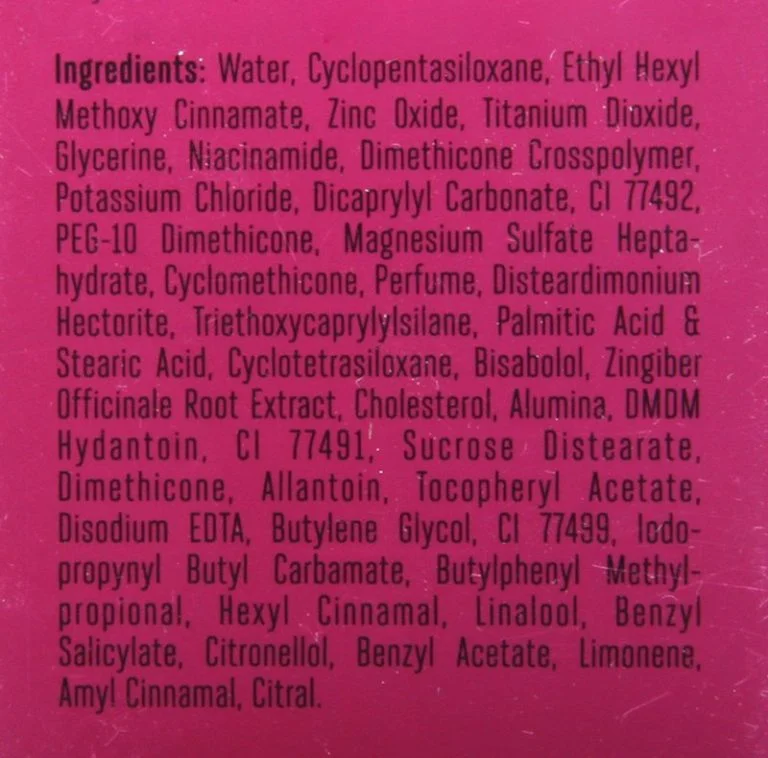 Ingredients: Water, Cyclopentasiloxane, Ethyl Hexyl
Methoxy Cinnamate, Zinc Oxide, Titanium Dioxide,
Glycerine, Niacinamide, Dimethicone Crosspolymer,
Potassium Chloride, Dicaprylyl Carbonate, CI 77492,
PEG-10 Dimethicone, Magnesium Sulfate Hepta-
hydrate, Cyclomethicone, Perfume, Disteardimonium
Hectorite, Triethoxycaprylylsilane, Palmitic Acid &
Stearic Acid, Cyclotetrasiloxane, Bisabolol, Zingiber
Officinale Root Extract, Cholesterol, Alumina, DMDM
Hydantoin, CI 77491, Sucrose Distearate,
Dimethicone, Allantoin, Tocopheryl Acetate,
Disodium EDTA, Butylene Glycol, CI 77499, Iodo-
propynyl Butyl Carbamate, Butylphenyl Methyl-
propional, Hexyl Cinnamal, Linalool, Benzyl
Salicylate, Citronellol, Benzyl Acetate, Limonene,
Amyl Cinnamal, Citral.